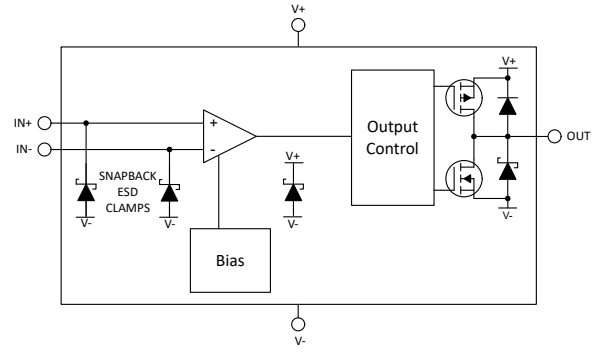 V+
V+
IN+
+
Output
Control
OUT
IN-
-
SNAPBACK
ESD
CLAMPS
V+
V-
V-
V-
V-
Bias
V-